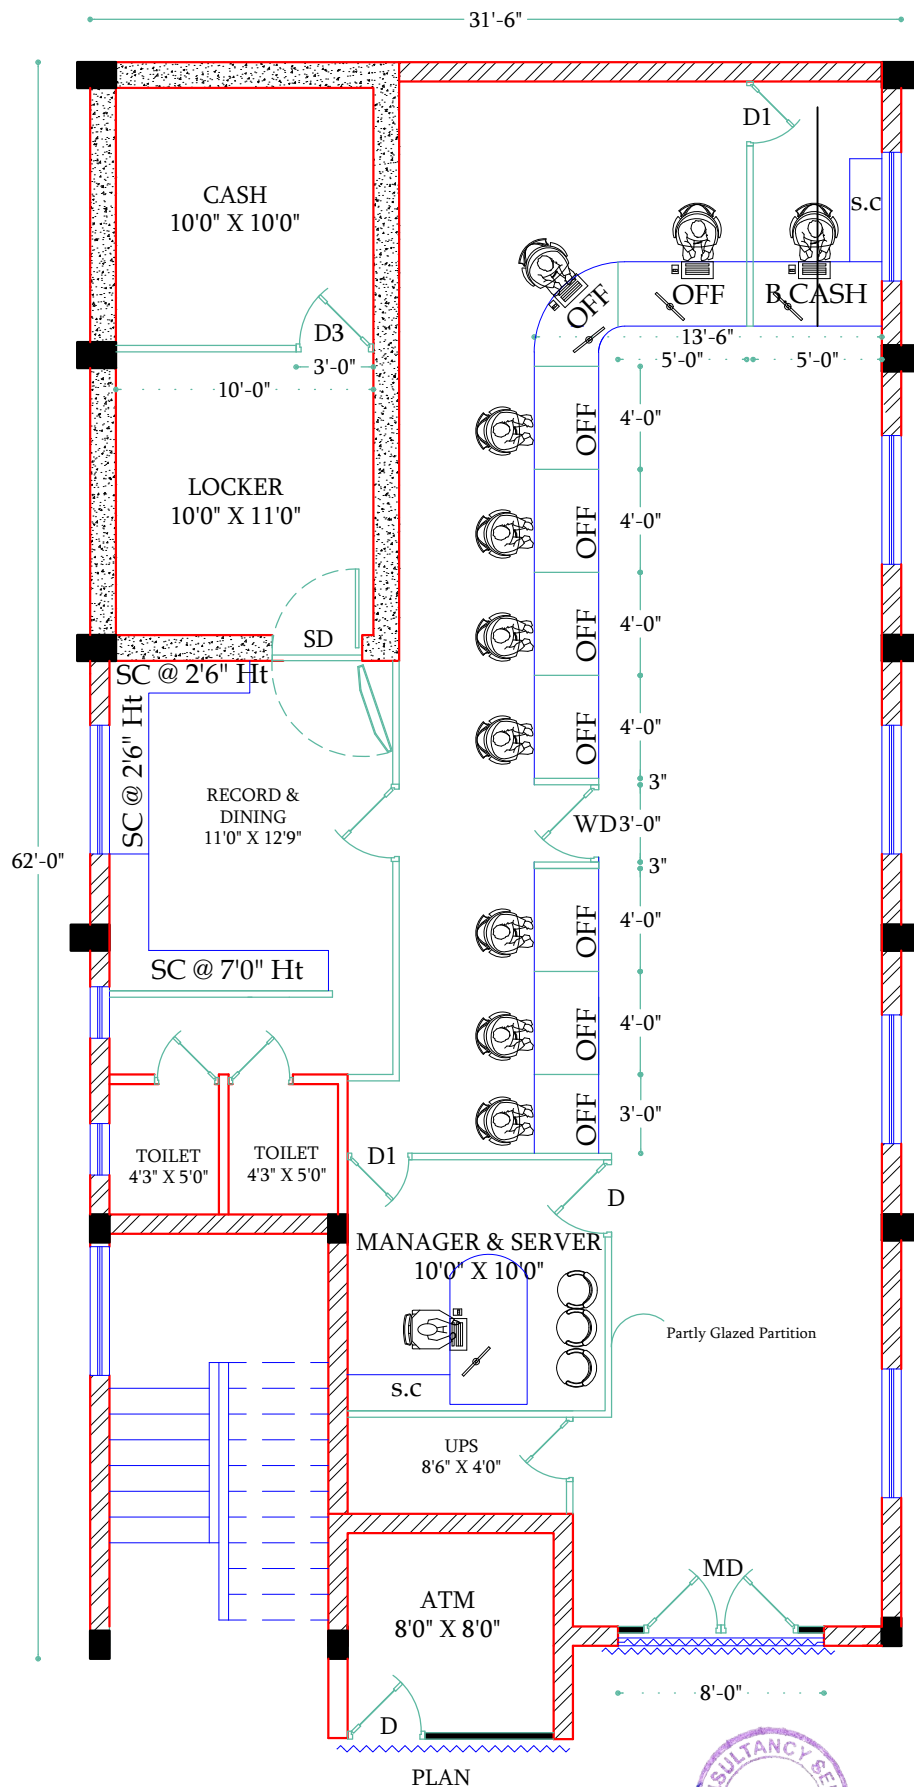 31'-6"
D1
CASH
10'0" X 10'0"
s.c
OFF
OFF
B.CASH
D3
13'-6"
3'-0"
5'-0"
5'-0"
10'-0"
OFF
4'-0"
LOCKER
10'0" X 11'0"
OFF
4'-0"
SD
OFF
4'-0"
SC @ 2'6" Ht
SC @ 2'6" Ht
OFF
4'-0"
3"
RECORD &
DINING
11'0" X 12'9"
WD
3'-0"
62'-0"
3"
OFF
4'-0"
SC @ 7'0" Ht
OFF
4'-0"
OFF
3'-0"
TOILET
4'3" X 5'0"
TOILET
4'3" X 5'0"
D1
D
MANAGER & SERVER
10'0" X 10'0"
Partly Glazed Partition
s.c
UPS
8'6" X 4'0"
MD
ATM
8'0" X 8'0"
8'-0"
D
PLAN